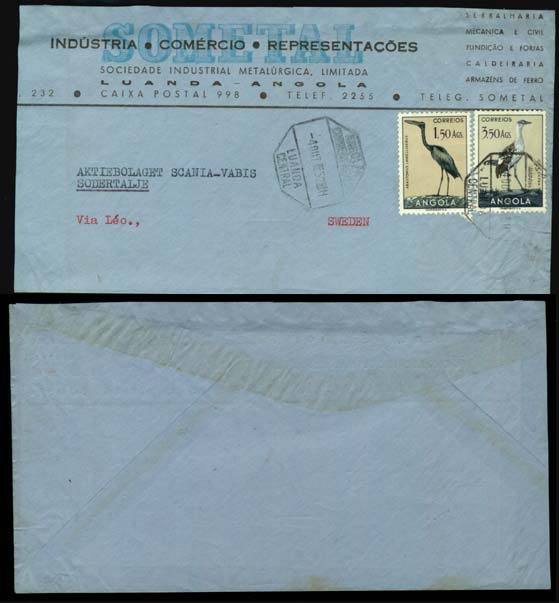 SOMETAL
INDÚSTRIA • COMÉRCIO • REPRESENTAÇÕES
SOCIEDADE INDUSTRIAL METALÚRGICA, LIMITADA
LUANDA—ANGOLA
. 232 • CAIXA POSTAL 998 • TELEF. 2255 • TELEG. SOMETAL
SERRALHARIA
MECÂNICA E CIVIL
FUNDIÇÃO E FORJAS
CALDEIRARIA
ARMAZÉNS DE FERRO
CORREIOS
1.50 Ags.
ANGOLA
CORREIOS
3.50 Ags.
ANGOLA
LUANDA
CENTRAL
AKTIEBOLAGET SCANIA-VABIS
SODERTALJE
Via Léo.,
SWEDEN